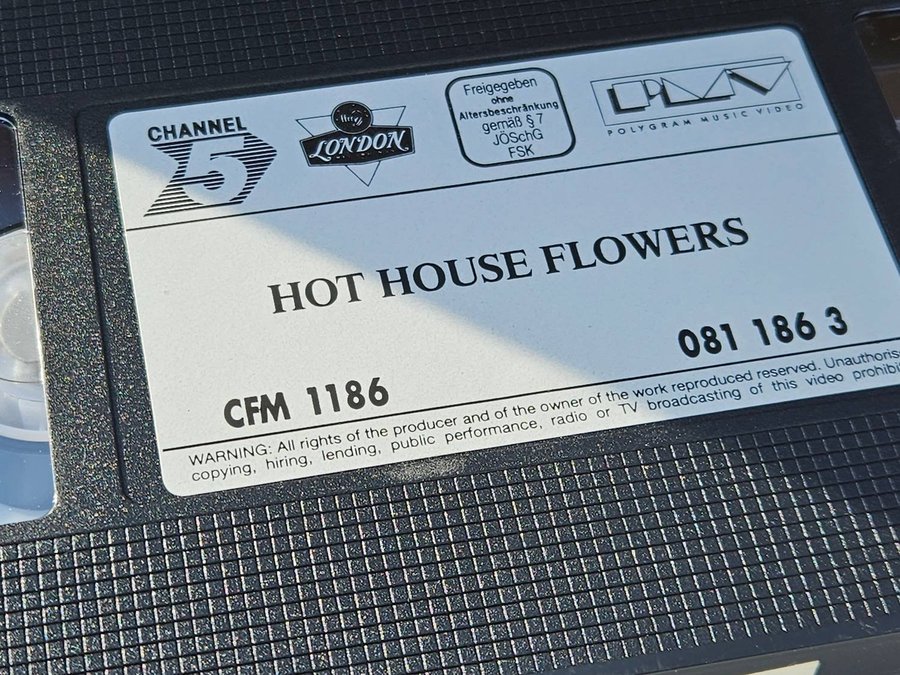 CHANNEL
5
LONDON
Freigegeben
ohne
Altersbeschränkung
gemäß § 7
JÖSchG
FSK
PMV
POLYGRAM MUSIC VIDEO
HOT HOUSE FLOWERS
CFM 1186
081 186 3
WARNING: All rights of the producer and of the owner of the work reproduced reserved. Unauthoris
copying, hiring, lending, public performance, radio or TV broadcasting of this video prohibi